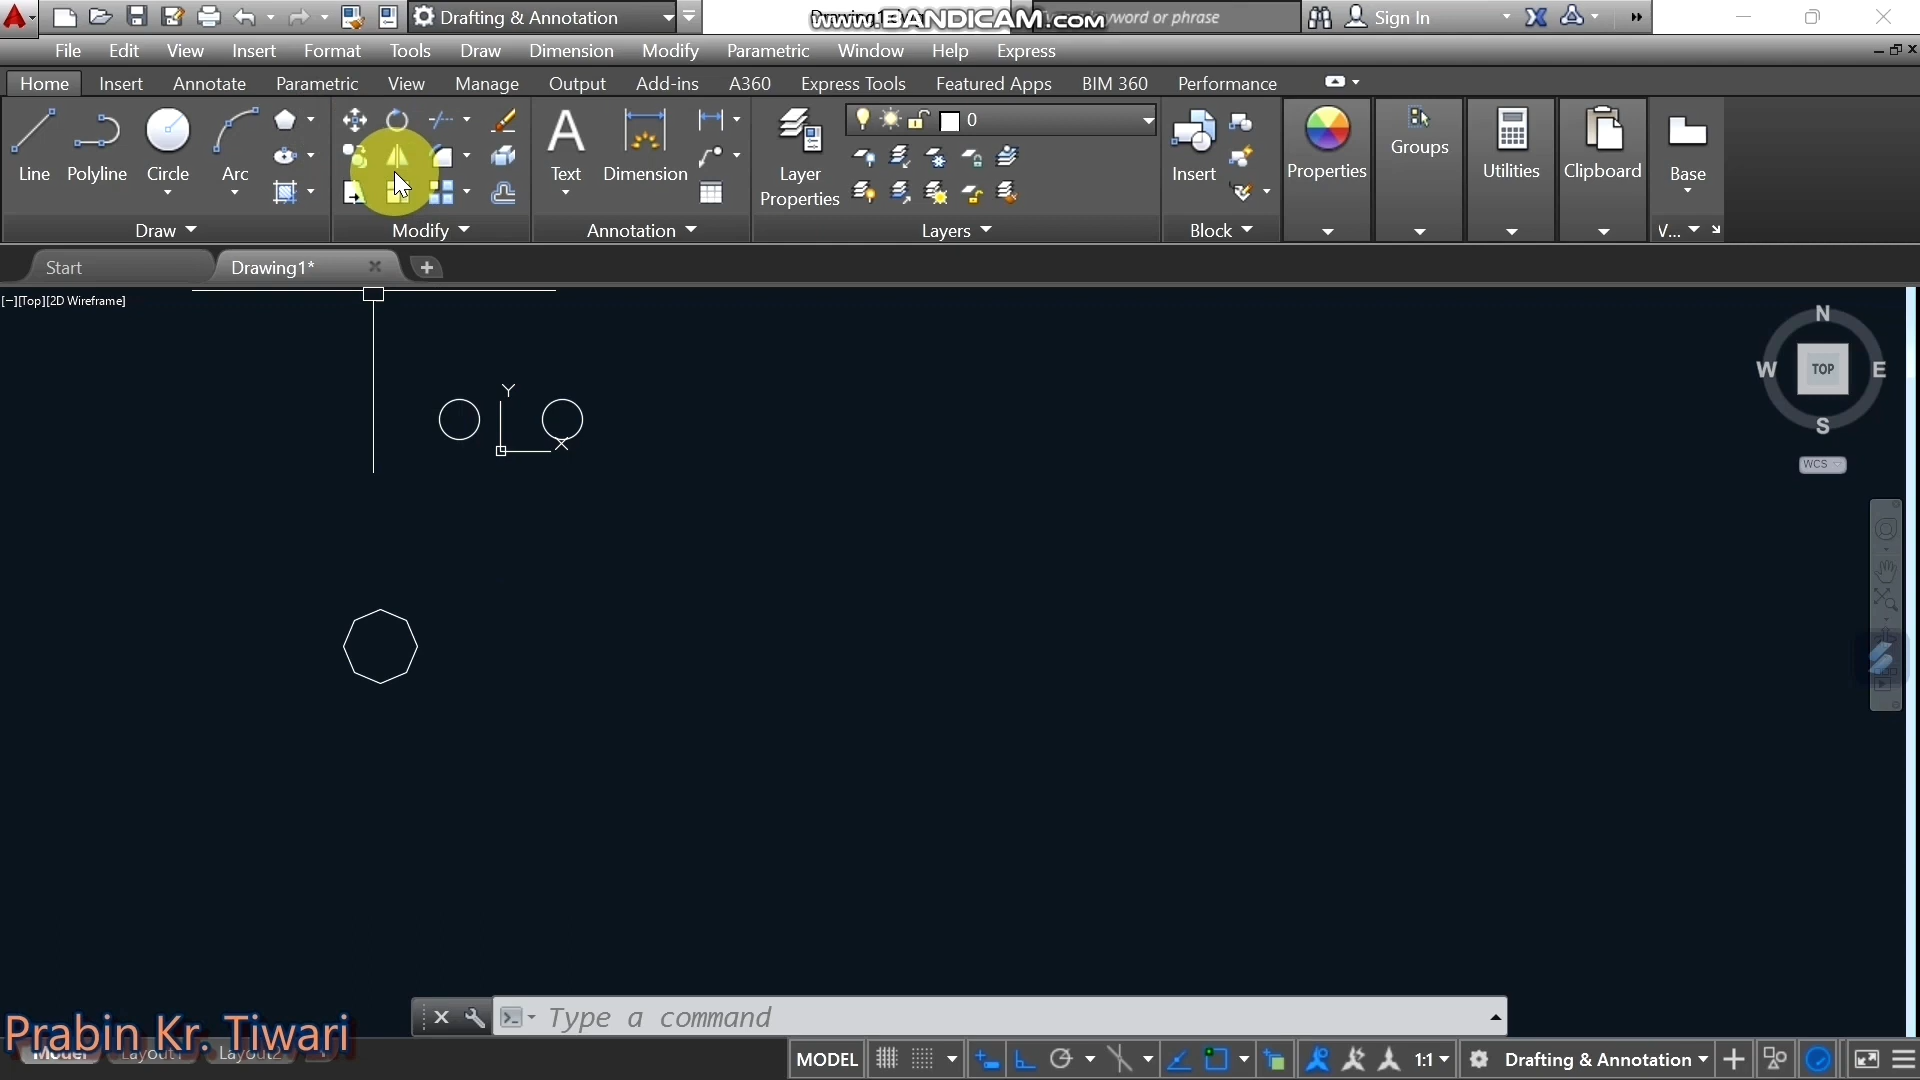 Drafting & Annotation
www.BANDICAM.com
word or phrase
Sign In
File Edit View Insert Format Tools Draw Dimension Modify Parametric Window Help Express
Home Insert Annotate Parametric View Manage Output Add-ins A360 Express Tools Featured Apps BIM 360 Performance
0
Line Polyline Circle Arc
Text Dimension
Layer Properties
Insert
Properties
Groups
Utilities
Clipboard
Base
Draw Modify Annotation Layers Block V...
Start Drawing1*
[−][Top][2D Wireframe]
N
W TOP E
S
WCS
Y
X
Type a command
Prabin Kr. Tiwari
Model Layout1 Layout2
MODEL 1:1 Drafting & Annotation